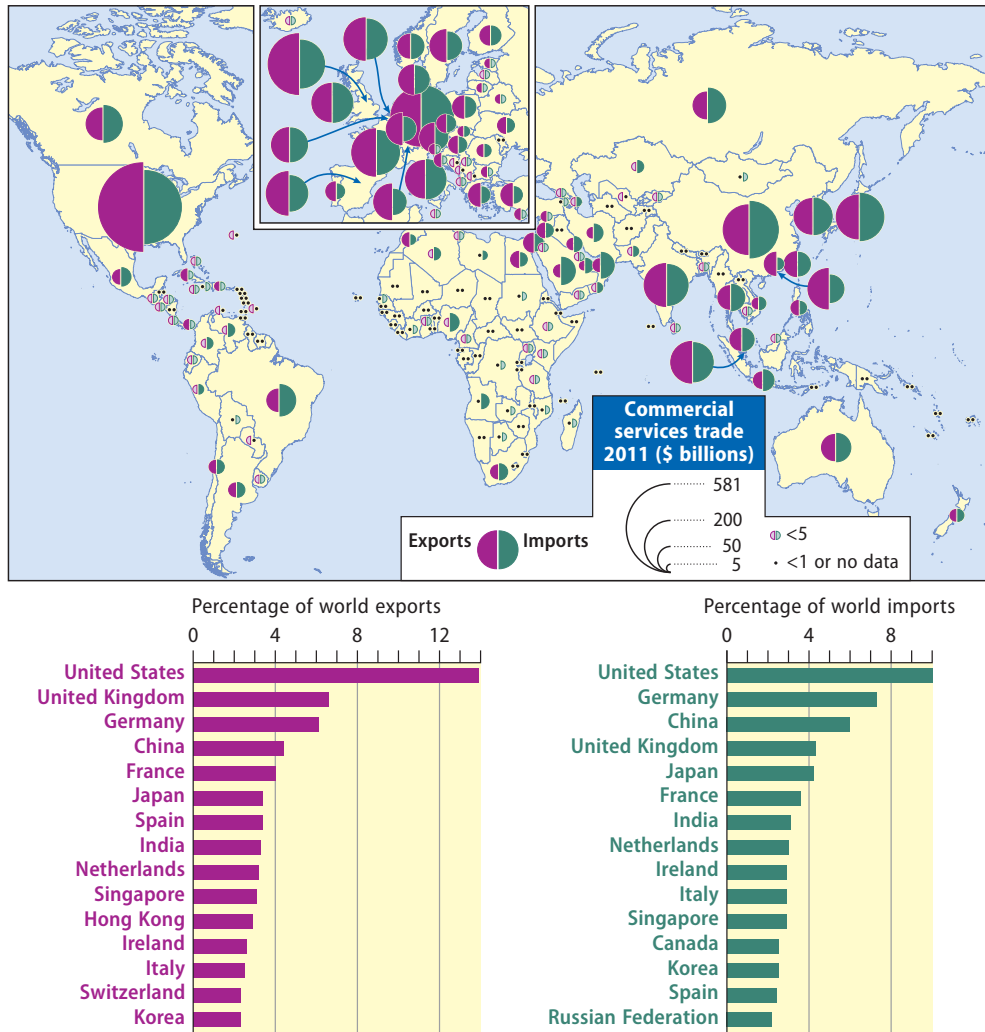 Commercial
services trade
2011 ($ billions)
581
200
50
5
Exports
Imports
<5
<1 or no data
Percentage of world exports
0 4 8 12
United States
United Kingdom
Germany
China
France
Japan
Spain
India
Netherlands
Singapore
Hong Kong
Ireland
Italy
Switzerland
Korea
Percentage of world imports
0 4 8
United States
Germany
China
United Kingdom
Japan
France
India
Netherlands
Ireland
Italy
Singapore
Canada
Korea
Spain
Russian Federation